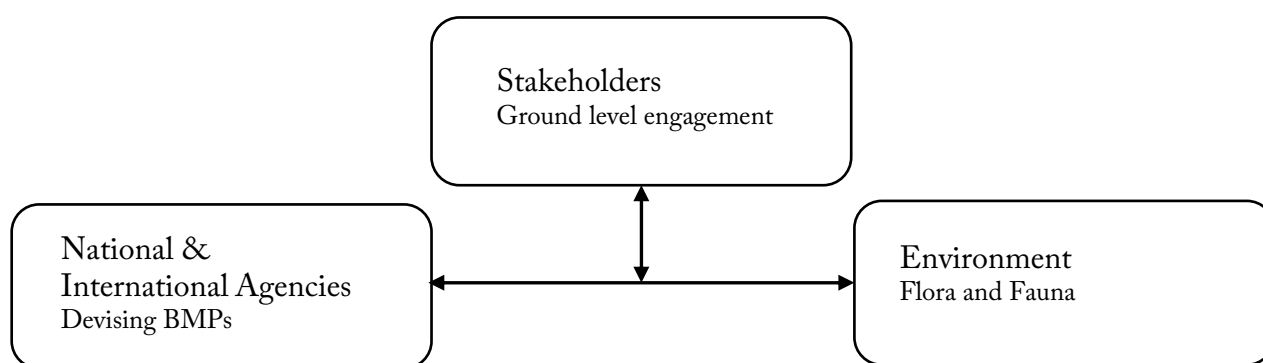 Stakeholders
Ground level engagement
National &
International Agencies
Devising BMPs
Environment
Flora and Fauna